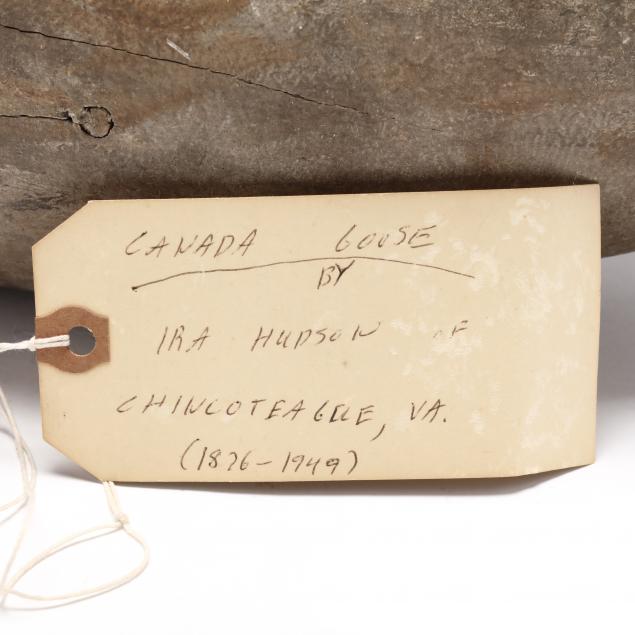 CANADA GOOSE
BY
IRA HUDSON OF
CHINCOTEAGUE, VA.
(1876-1949)